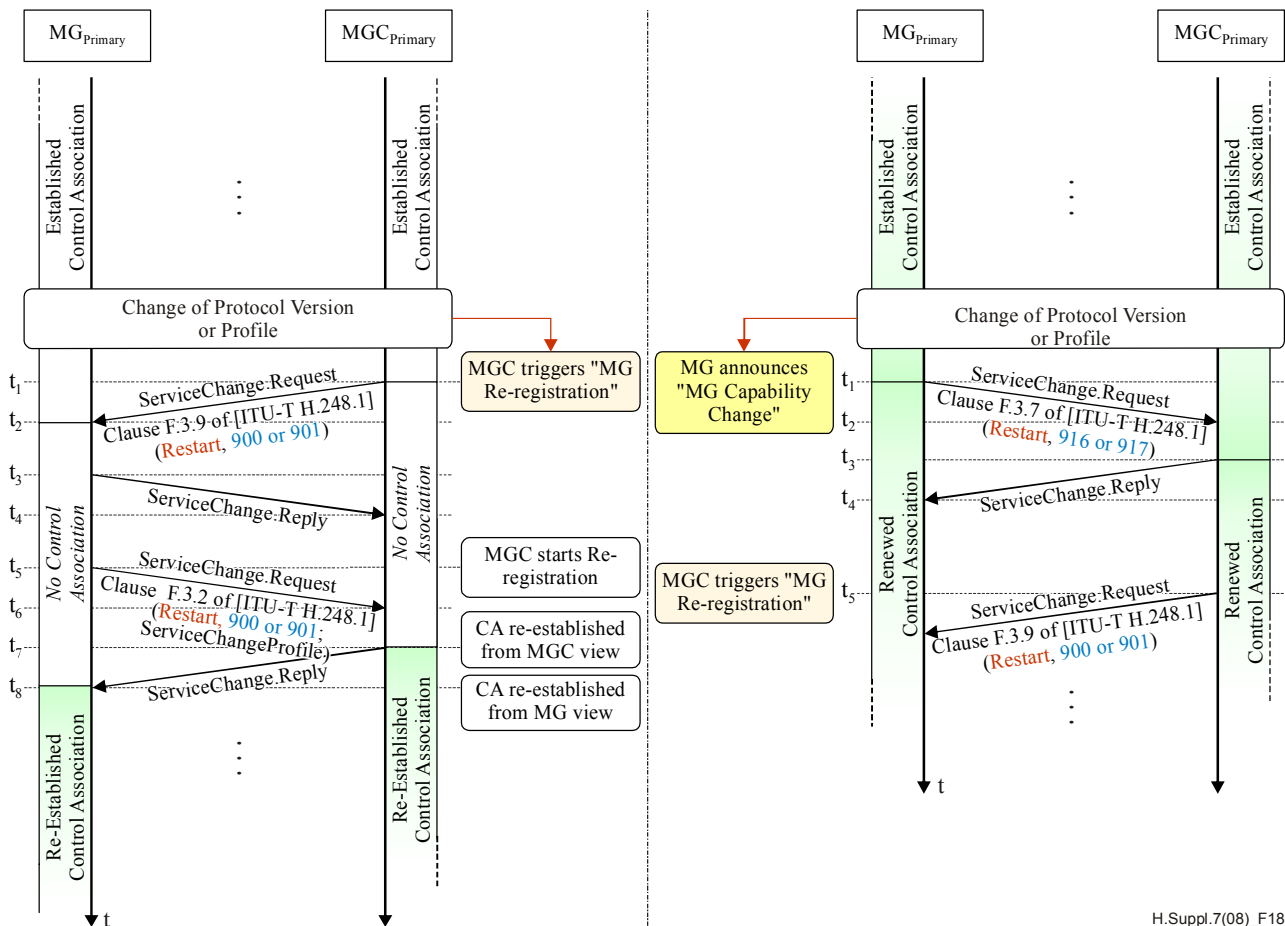 MGPrimary
MGCPrimary
Established
Control Association
Established
Control Association
Change of Protocol Version
or Profile
MGC triggers "MG
Re-registration"
t1
ServiceChange.Request
t2
Clause F.3.9 of [ITU-T H.248.1]
(Restart, 900 or 901)
t3
ServiceChange.Reply
t4
No Control
Association
No Control
Association
MGC starts Re-
registration
t5
ServiceChange.Request
t6
Clause F.3.2 of [ITU-T H.248.1]
(Restart, 900 or 901;
ServiceChangeProfile)
t7
CA re-established
from MGC view
ServiceChange.Reply
t8
CA re-established
from MG view
Re-Established
Control Association
Re-Established
Control Association
t
MGPrimary
MGCPrimary
Established
Control Association
Established
Control Association
Change of Protocol Version
or Profile
MG announces
"MG Capability
Change"
t1
ServiceChange.Request
t2
Clause F.3.7 of [ITU-T H.248.1]
(Restart, 916 or 917)
t3
ServiceChange.Reply
t4
Renewed
Control Association
Renewed
Control Association
MGC triggers "MG
Re-registration"
t5
ServiceChange.Request
Clause F.3.9 of [ITU-T H.248.1]
(Restart, 900 or 901)
t
H.Suppl.7(08) F18